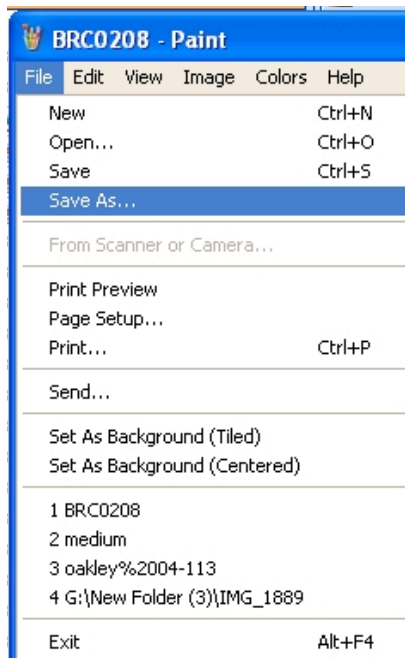 BRC0208 - Paint
File Edit View Image Colors Help
New Ctrl+N
Open... Ctrl+O
Save Ctrl+S
Save As...
From Scanner or Camera...
Print Preview
Page Setup...
Print... Ctrl+P
Send...
Set As Background (Tiled)
Set As Background (Centered)
1 BRC0208
2 medium
3 oakley%2004-113
4 G:\New Folder (3)\IMG_1889
Exit Alt+F4